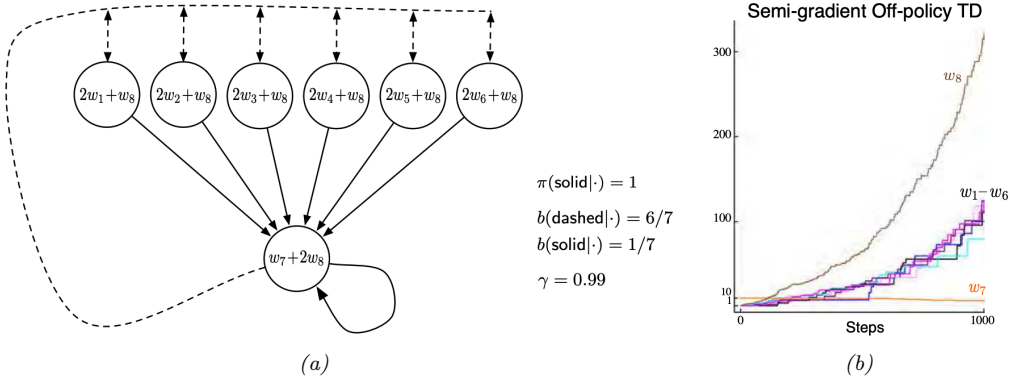 2w₁+w₈ 2w₂+w₈ 2w₃+w₈ 2w₄+w₈ 2w₅+w₈ 2w₆+w₈
w₇+2w₈
π(solid|·) = 1
b(dashed|·) = 6/7
b(solid|·) = 1/7
γ = 0.99
(a)
Semi-gradient Off-policy TD
300
w₈
200
w₁–w₆
100
w₇
10
1
0
1000
Steps
(b)